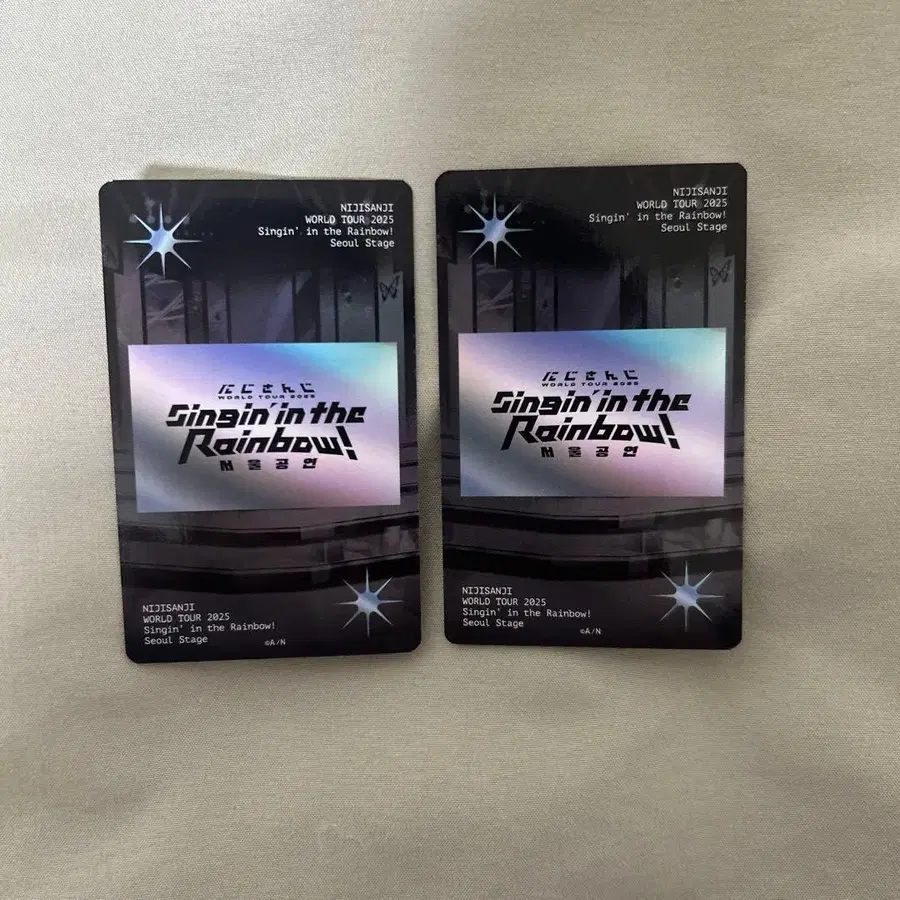 NIJISANJI
WORLD TOUR 2025
Singin' in the Rainbow!
Seoul Stage
にじさんじ
WORLD TOUR 2025
Singin' in the
Rainbow!
서울공연
NIJISANJI
WORLD TOUR 2025
Singin' in the Rainbow!
Seoul Stage
©A/N
NIJISANJI
WORLD TOUR 2025
Singin' in the Rainbow!
Seoul Stage
にじさんじ
WORLD TOUR 2025
Singin' in the
Rainbow!
서울공연
NIJISANJI
WORLD TOUR 2025
Singin' in the Rainbow!
Seoul Stage
©A/N